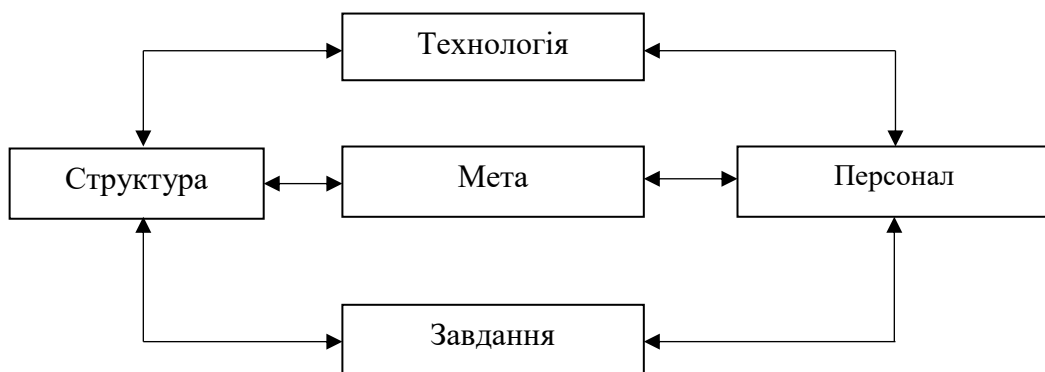 Технологія
Структура
Мета
Персонал
Завдання